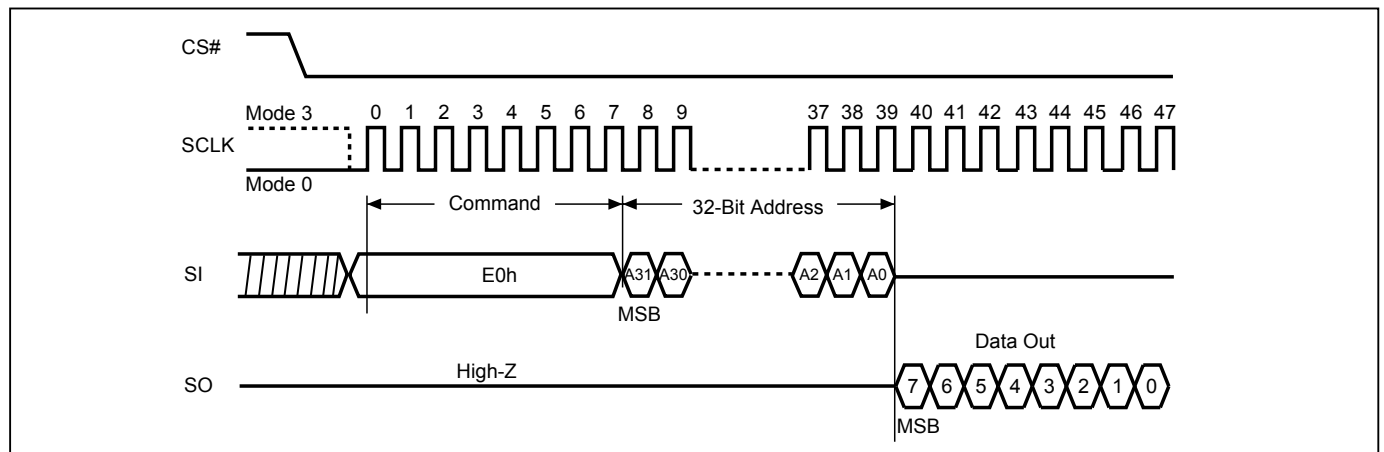 CS#
Mode 3 0 1 2 3 4 5 6 7 8 9 37 38 39 40 41 42 43 44 45 46 47
SCLK
Mode 0
Command 32-Bit Address
SI E0h A31 A30 A2 A1 A0
MSB
Data Out
High-Z
SO 7 6 5 4 3 2 1 0
MSB